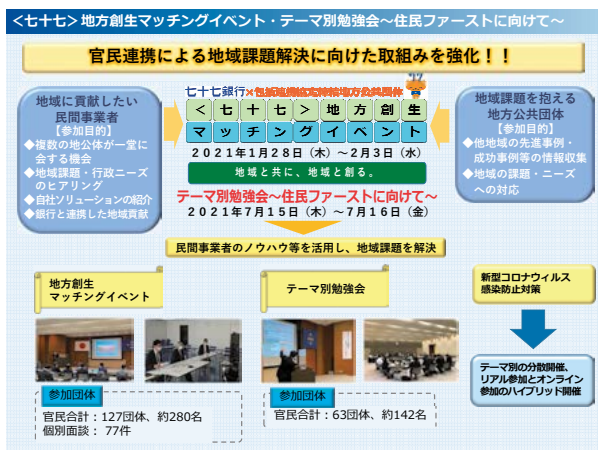 ＜七十七＞地方創生マッチングイベント・テーマ別勉強会～住民ファーストに向けて～
官民連携による地域課題解決に向けた取組みを強化！！
地域に貢献したい
民間事業者
【参加目的】
◆複数の地公体が一堂に
会する機会
◆地域課題・行政ニーズ
のヒアリング
◆自社ソリューションの紹介
◆銀行と連携した地域貢献
七十七銀行×包括連携協定締結地方公共団体
＜七十七＞地方創生
マッチングイベント
２０２１年１月２８日（木）～２月３日（水）
地域と共に、地域と創る。
テーマ別勉強会～住民ファーストに向けて～
２０２１年７月１５日（木）～７月１６日（金）
地域課題を抱える
地方公共団体
【参加目的】
◆他地域の先進事例・
成功事例等の情報収集
◆地域の課題・ニーズ
への対応
民間事業者のノウハウ等を活用し、地域課題を解決
地方創生
マッチングイベント
参加団体
官民合計：127団体、約280名
個別面談： 77件
テーマ別勉強会
参加団体
官民合計：63団体、約142名
新型コロナウィルス
感染防止対策
テーマ別の分散開催、
リアル参加とオンライン
参加のハイブリッド開催